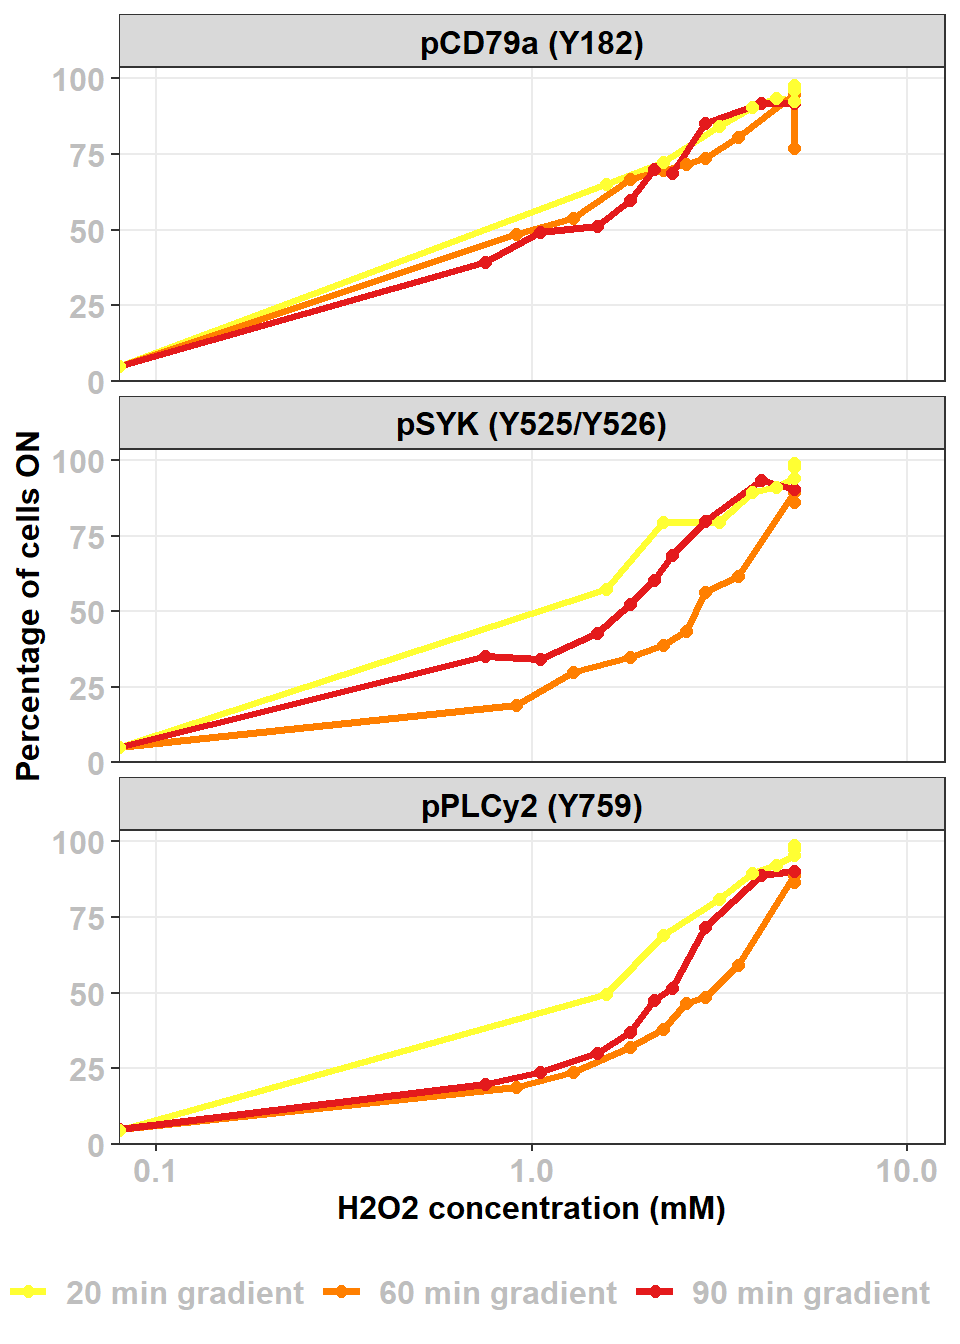 pCD79a (Y182)
100
75
50
25
0
pSYK (Y525/Y526)
100
75
50
25
0
pPLCy2 (Y759)
100
75
50
25
0
Percentage of cells ON
0.1 1.0 10.0
H2O2 concentration (mM)
20 min gradient 60 min gradient 90 min gradient